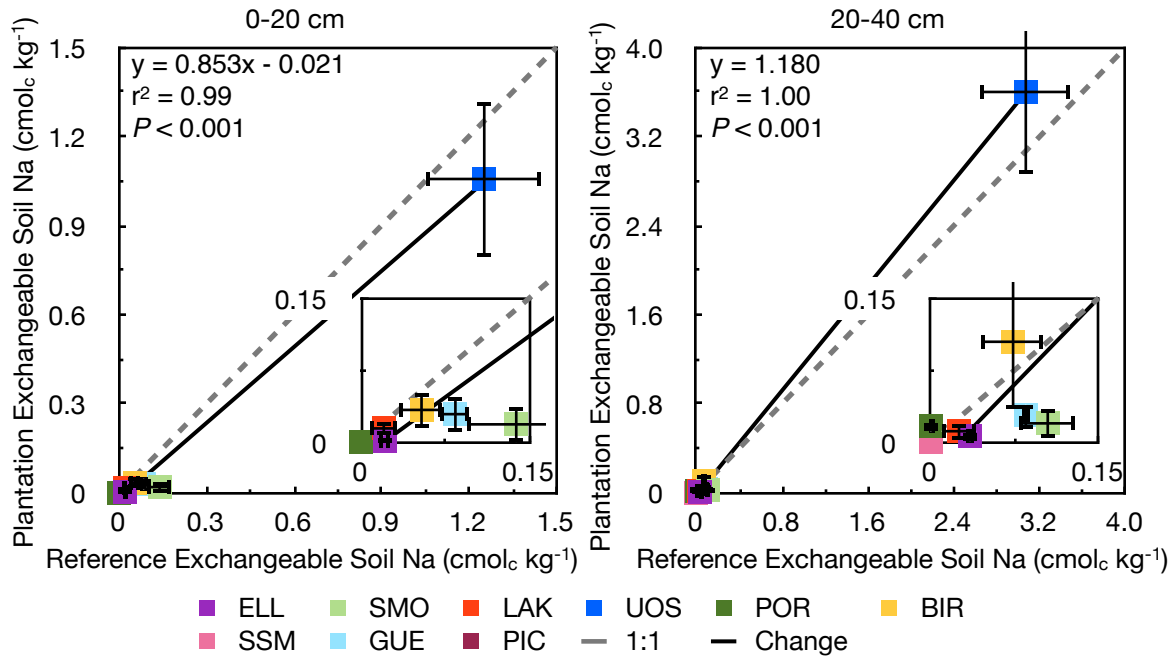 0-20 cm
20-40 cm
Plantation Exchangeable Soil Na (cmol꜀ kg⁻¹)
1.5
1.2
0.9
0.6
0.3
0
y = 0.853x - 0.021
r² = 0.99
P < 0.001
0.15
0
0
0.15
0
0.3
0.6
0.9
1.2
1.5
Reference Exchangeable Soil Na (cmol꜀ kg⁻¹)
Plantation Exchangeable Soil Na (cmol꜀ kg⁻¹)
4.0
3.2
2.4
1.6
0.8
0
y = 1.180
r² = 1.00
P < 0.001
0.15
0
0
0.15
0
0.8
1.6
2.4
3.2
4.0
Reference Exchangeable Soil Na (cmol꜀ kg⁻¹)
ELL SMO LAK UOS POR BIR
SSM GUE PIC 1:1 Change